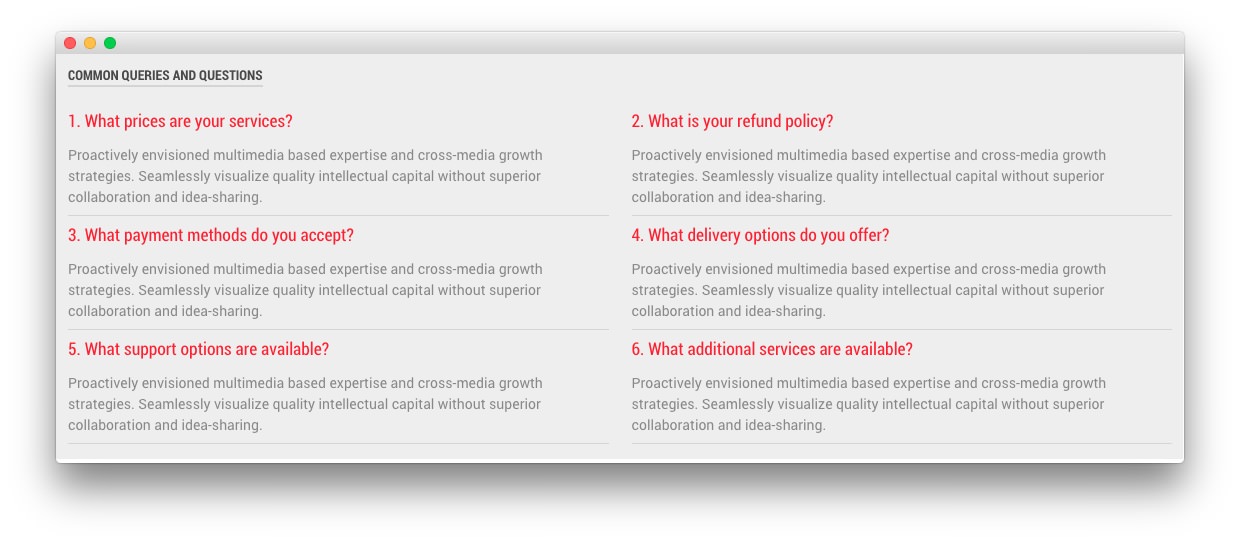 COMMON QUERIES AND QUESTIONS
1. What prices are your services?
Proactively envisioned multimedia based expertise and cross-media growth
strategies. Seamlessly visualize quality intellectual capital without superior
collaboration and idea-sharing.
2. What is your refund policy?
Proactively envisioned multimedia based expertise and cross-media growth
strategies. Seamlessly visualize quality intellectual capital without superior
collaboration and idea-sharing.
3. What payment methods do you accept?
Proactively envisioned multimedia based expertise and cross-media growth
strategies. Seamlessly visualize quality intellectual capital without superior
collaboration and idea-sharing.
4. What delivery options do you offer?
Proactively envisioned multimedia based expertise and cross-media growth
strategies. Seamlessly visualize quality intellectual capital without superior
collaboration and idea-sharing.
5. What support options are available?
Proactively envisioned multimedia based expertise and cross-media growth
strategies. Seamlessly visualize quality intellectual capital without superior
collaboration and idea-sharing.
6. What additional services are available?
Proactively envisioned multimedia based expertise and cross-media growth
strategies. Seamlessly visualize quality intellectual capital without superior
collaboration and idea-sharing.